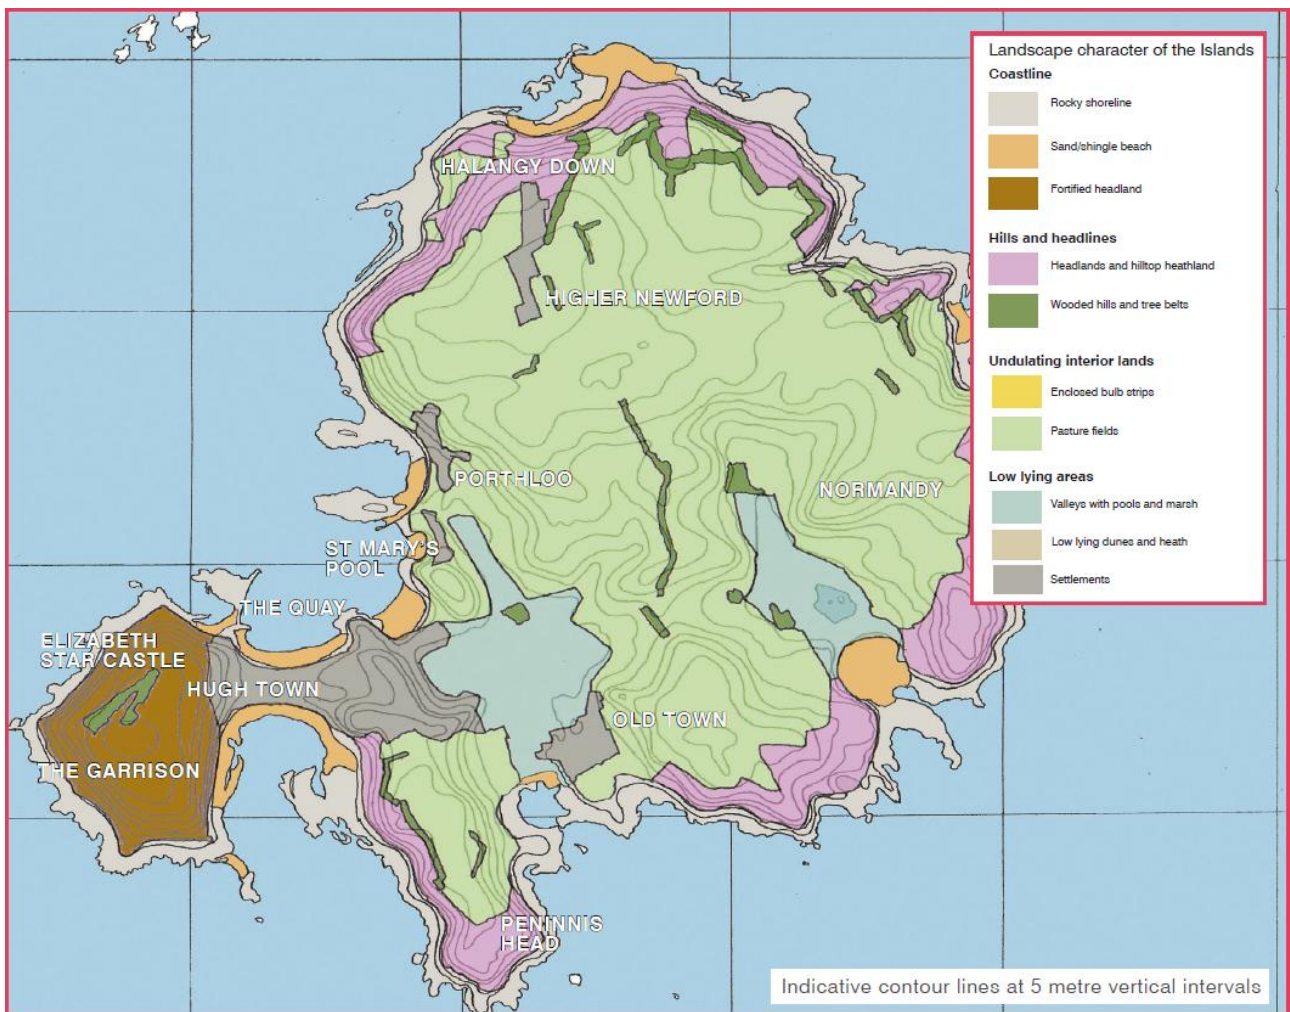 Landscape character of the Islands
Coastline
Rocky shoreline
Sand/shingle beach
Fortified headland
Hills and headlines
Headlands and hilltop heathland
Wooded hills and tree belts
Undulating interior lands
Enclosed bulb strips
Pasture fields
Low lying areas
Valleys with pools and marsh
Low lying dunes and heath
Settlements
HALANGY DOWN
HIGHER NEWFORD
PORTHLOO
NORMANDY
ST MARY'S
POOL
THE QUAY
ELIZABETH
STAR CASTLE
HUGH TOWN
OLD TOWN
THE GARRISON
PENINNIS
HEAD
Indicative contour lines at 5 metre vertical intervals